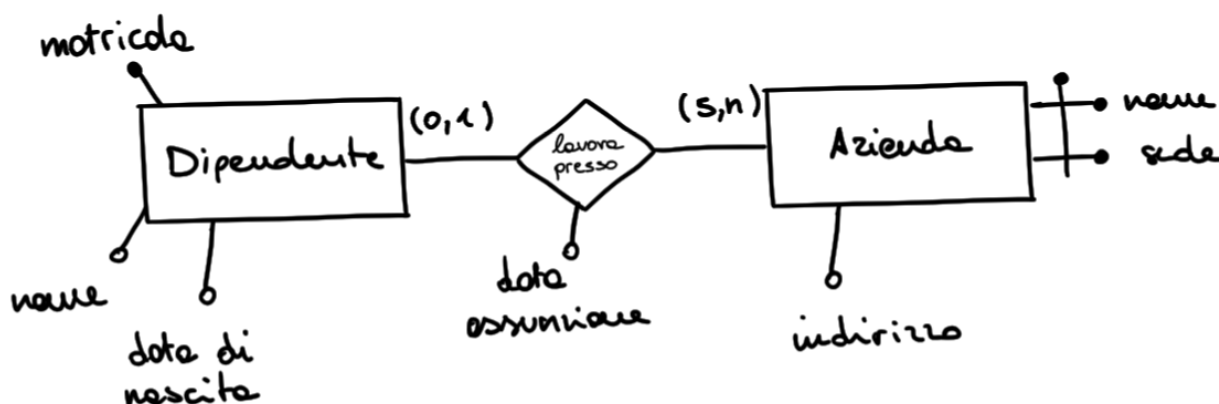 matricola
Dipendente
(0,1)
lavora
presso
(5,n)
Azienda
nome
sede
nome
data di
nascita
data
assunzione
indirizzo